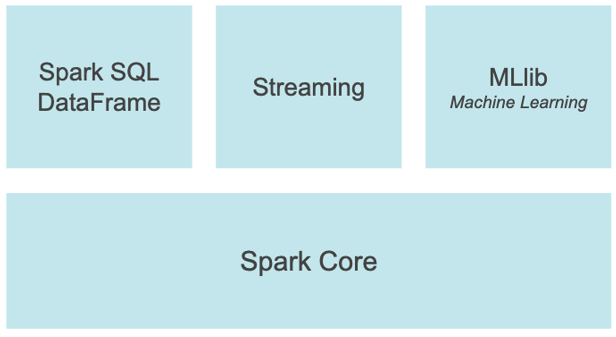 Spark SQL
DataFrame
Streaming
MLlib
Machine Learning
Spark Core